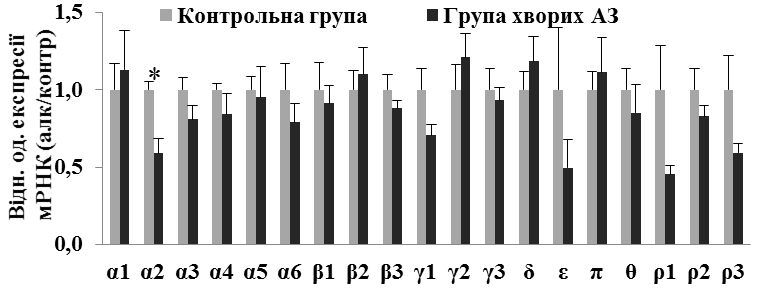 Контрольна група
Група хворих АЗ
Відн. од. експресії
мРНК (алк/контр)
1,5
1,0
0,5
0,0
*
α1 α2 α3 α4 α5 α6 β1 β2 β3 γ1 γ2 γ3 δ ε π θ ρ1 ρ2 ρ3